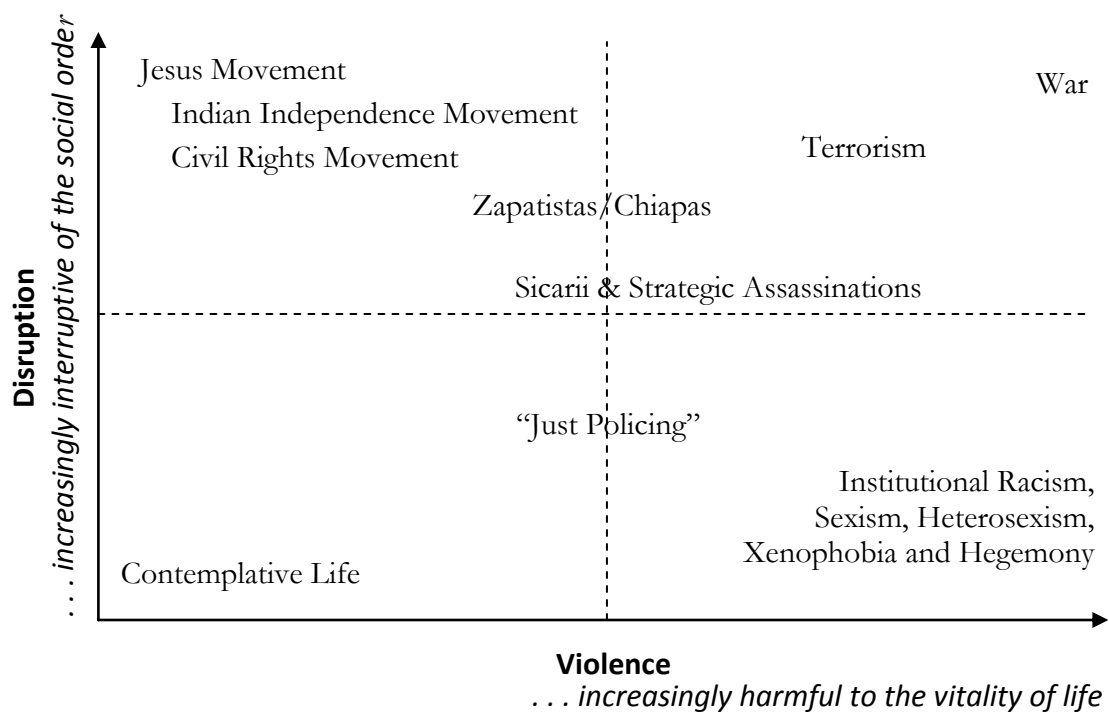 Disruption
. . . increasingly interruptive of the social order
Jesus Movement
War
Indian Independence Movement
Terrorism
Civil Rights Movement
Zapatistas/Chiapas
Sicarii & Strategic Assassinations
“Just Policing”
Institutional Racism,
Sexism, Heterosexism,
Xenophobia and Hegemony
Contemplative Life
Violence
. . . increasingly harmful to the vitality of life